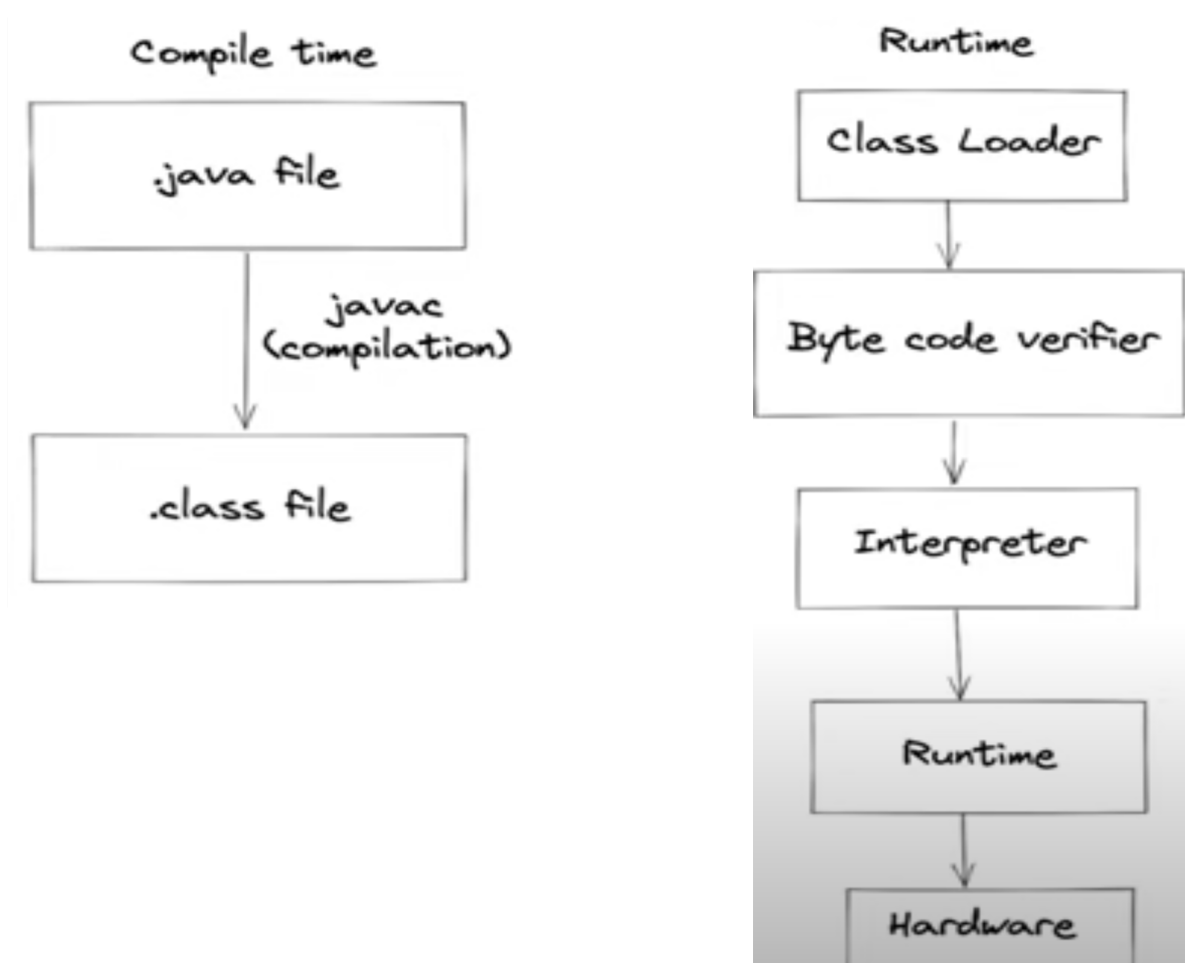 Compile time
.java file
javac
(compilation)
.class file
Runtime
Class Loader
Byte code verifier
Interpreter
Runtime
Hardware